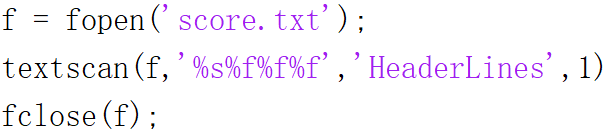 f = fopen('score.txt');
textscan(f,'%s%f%f%f','HeaderLines',1)
fclose(f);